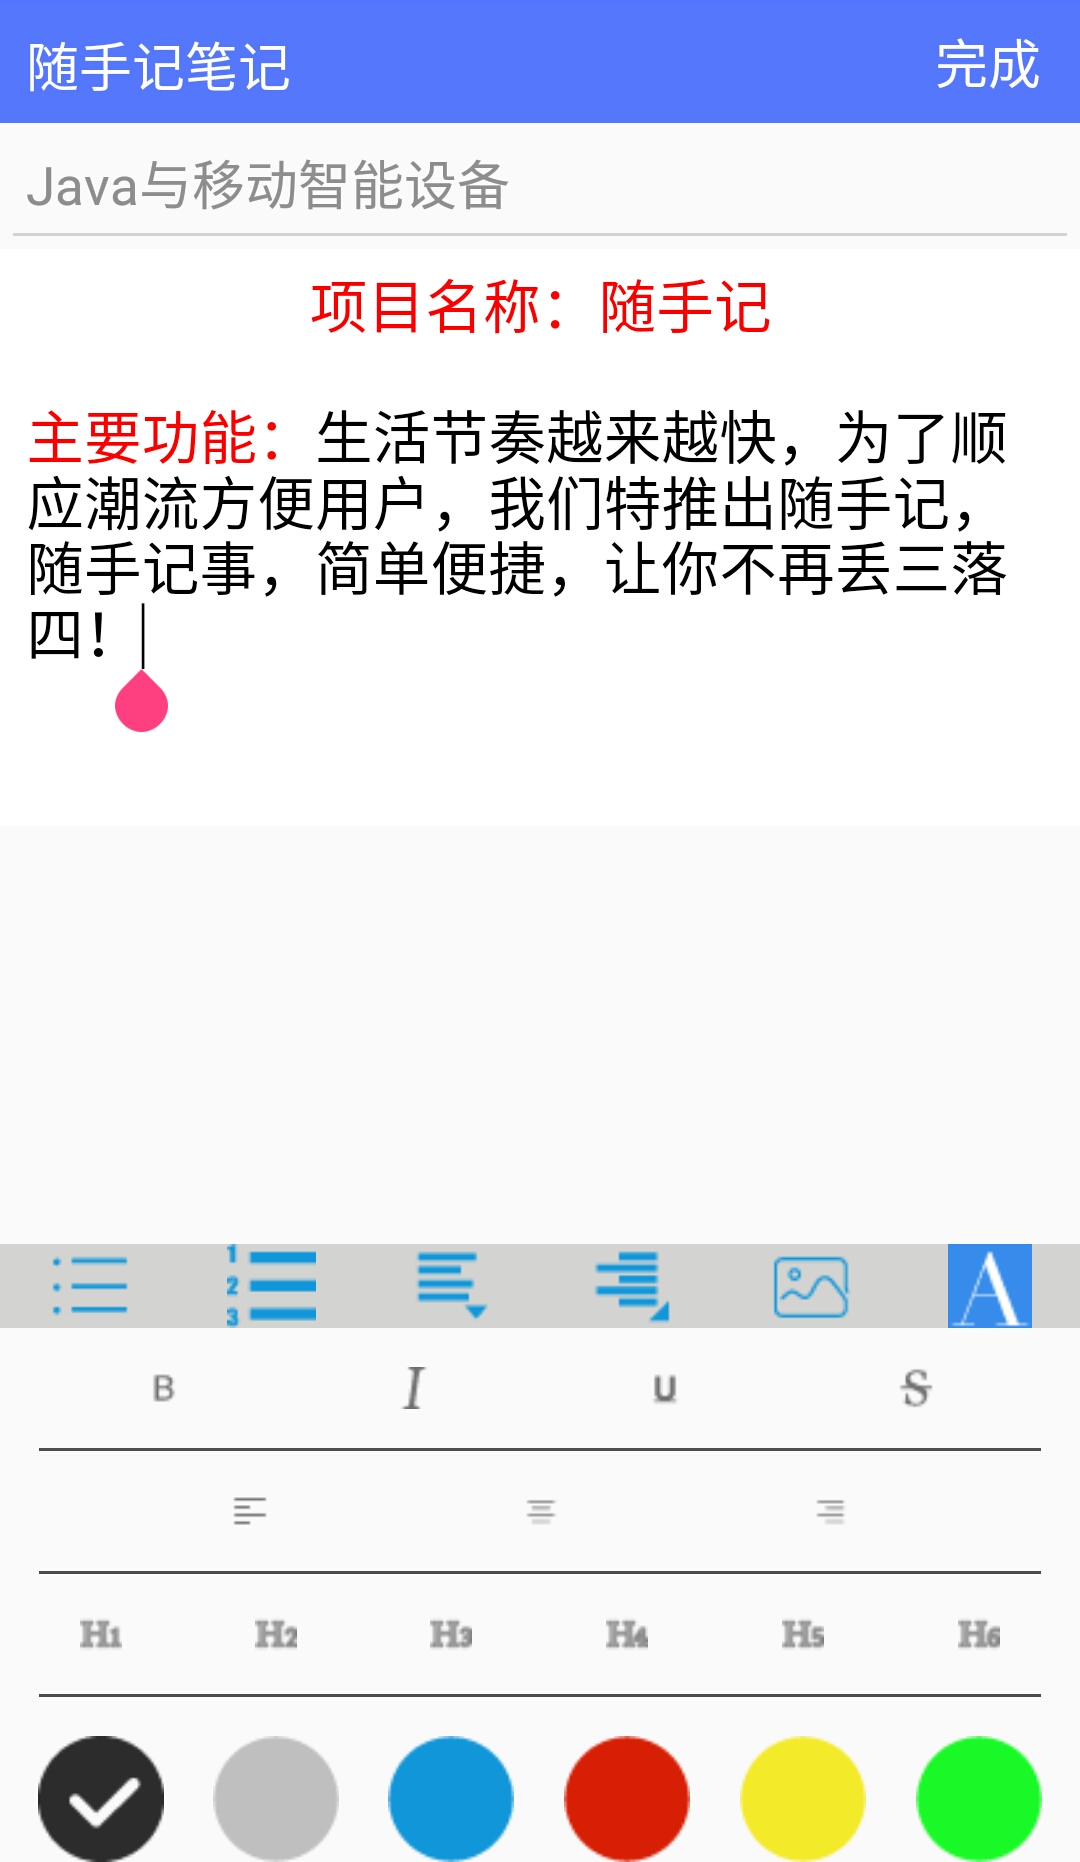 随手记笔记 完成
Java与移动智能设备
项目名称：随手记
主要功能：生活节奏越来越快，为了顺
应潮流方便用户，我们特推出随手记，
随手记事，简单便捷，让你不再丢三落
四！
1
2
3
A
B I U S
H1 H2 H3 H4 H5 H6